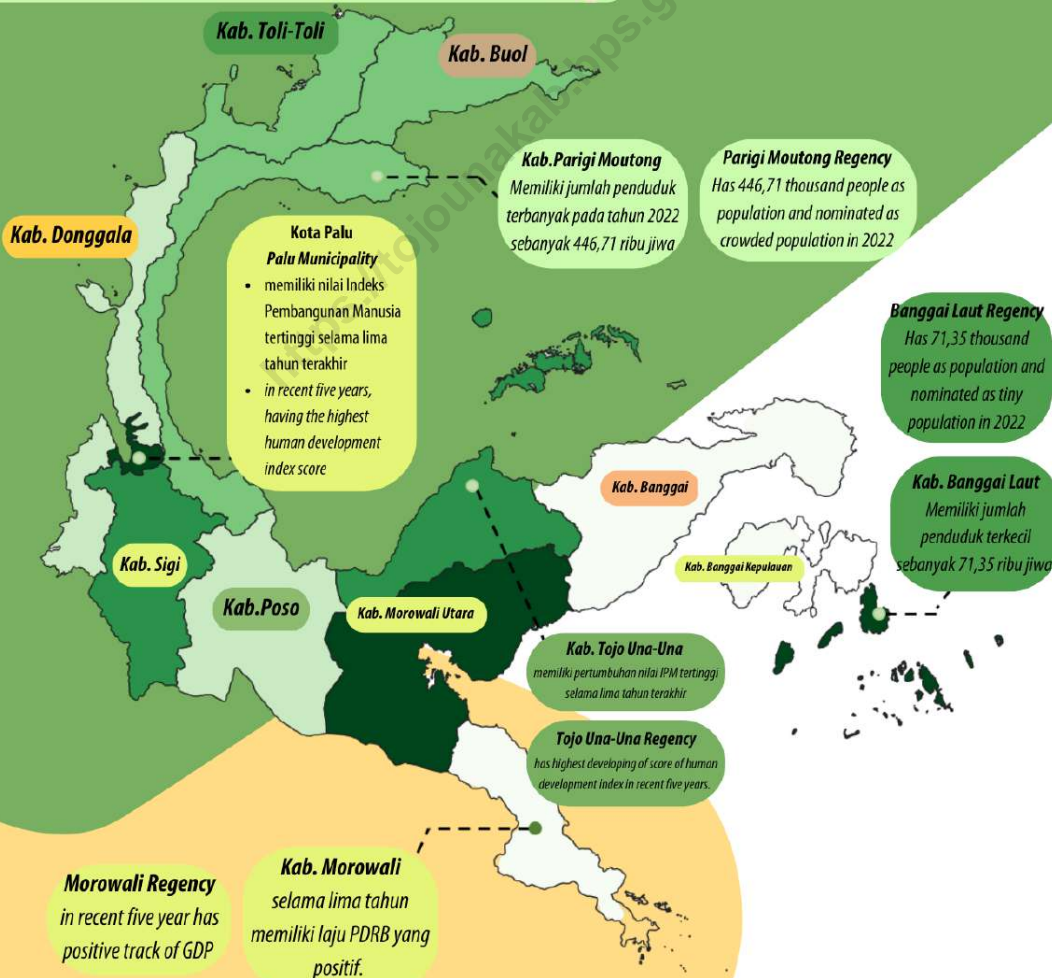 Kab. Toli-Toli
Kab. Buol
Kab.Parigi Moutong
Memiliki jumlah penduduk
terbanyak pada tahun 2022
sebanyak 446,71 ribu jiwa
Parigi Moutong Regency
Has 446,71 thousand people as
population and nominated as
crowded population in 2022
Kab. Donggala
Kota Palu
Palu Municipality
• memiliki nilai Indeks
Pembangunan Manusia
tertinggi selama lima
tahun terakhir
• in recent five years,
having the highest
human development
index score
Banggai Laut Regency
Has 71,35 thousand
people as population and
nominated as tiny
population in 2022
Kab. Banggai
Kab. Banggai Laut
Memiliki jumlah
penduduk terkecil
sebanyak 71,35 ribu jiwa
Kab. Sigi
Kab. Banggai Kepulauan
Kab.Poso
Kab. Morowali Utara
Kab. Tojo Una-Una
memiliki pertumbuhan nilai IPM tertinggi
selama lima tahun terakhir
Tojo Una-Una Regency
has highest developing of score of human
development index in recent five years.
Morowali Regency
in recent five year has
positive track of GDP
Kab. Morowali
selama lima tahun
memiliki laju PDRB yang
positif.
https://tojounakab.bps.g